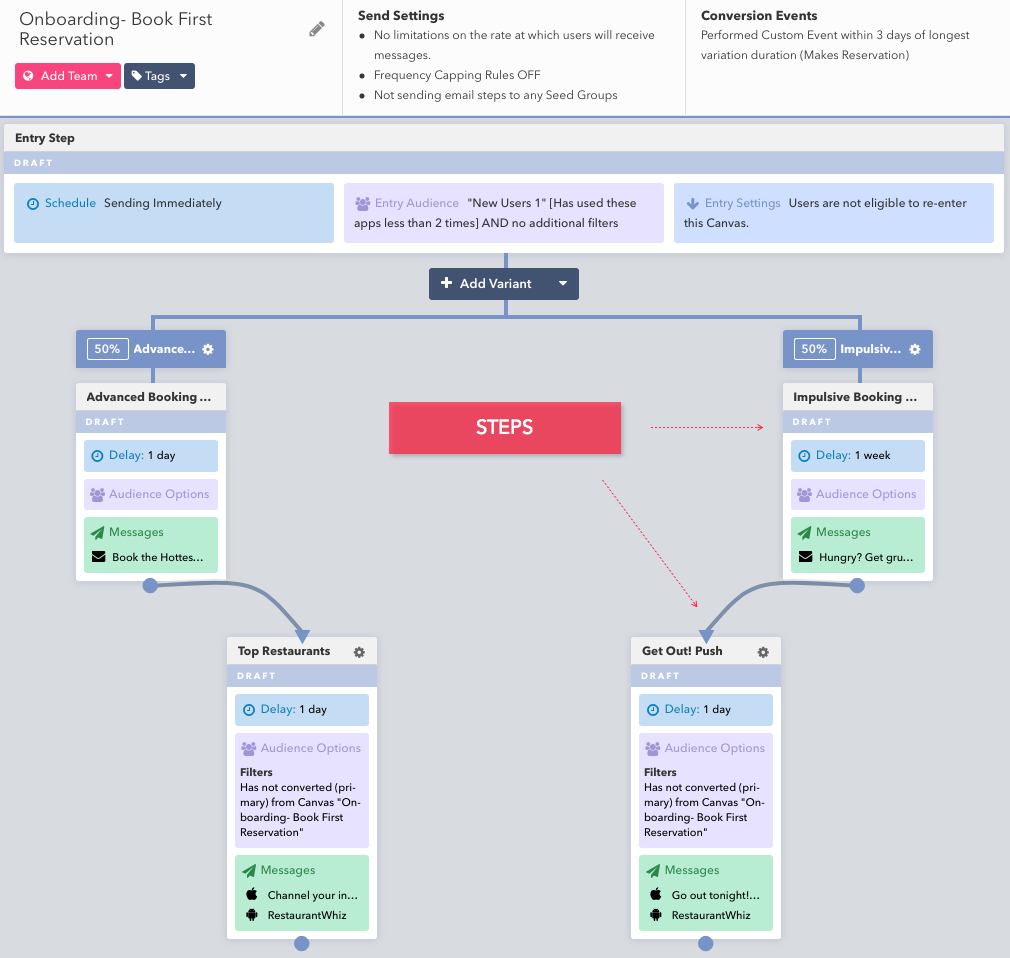 Onboarding- Book First
Reservation
Add Team
Tags
Send Settings
No limitations on the rate at which users will receive
messages.
Frequency Capping Rules OFF
Not sending email steps to any Seed Groups
Conversion Events
Performed Custom Event within 3 days of longest
variation duration (Makes Reservation)
Entry Step
DRAFT
Schedule Sending Immediately
Entry Audience "New Users 1" [Has used these
apps less than 2 times] AND no additional filters
Entry Settings Users are not eligible to re-enter
this Canvas.
Add Variant
50% Advance...
50% Impulsiv...
Advanced Booking ...
DRAFT
Delay: 1 day
Audience Options
Messages
Book the Hottes...
STEPS
Impulsive Booking ...
DRAFT
Delay: 1 week
Audience Options
Messages
Hungry? Get gru...
Top Restaurants
DRAFT
Delay: 1 day
Audience Options
Filters
Has not converted (pri-
mary) from Canvas "On-
boarding- Book First
Reservation"
Messages
Channel your in...
RestaurantWhiz
Get Out! Push
DRAFT
Delay: 1 day
Audience Options
Filters
Has not converted (pri-
mary) from Canvas "On-
boarding- Book First
Reservation"
Messages
Go out tonight!...
RestaurantWhiz